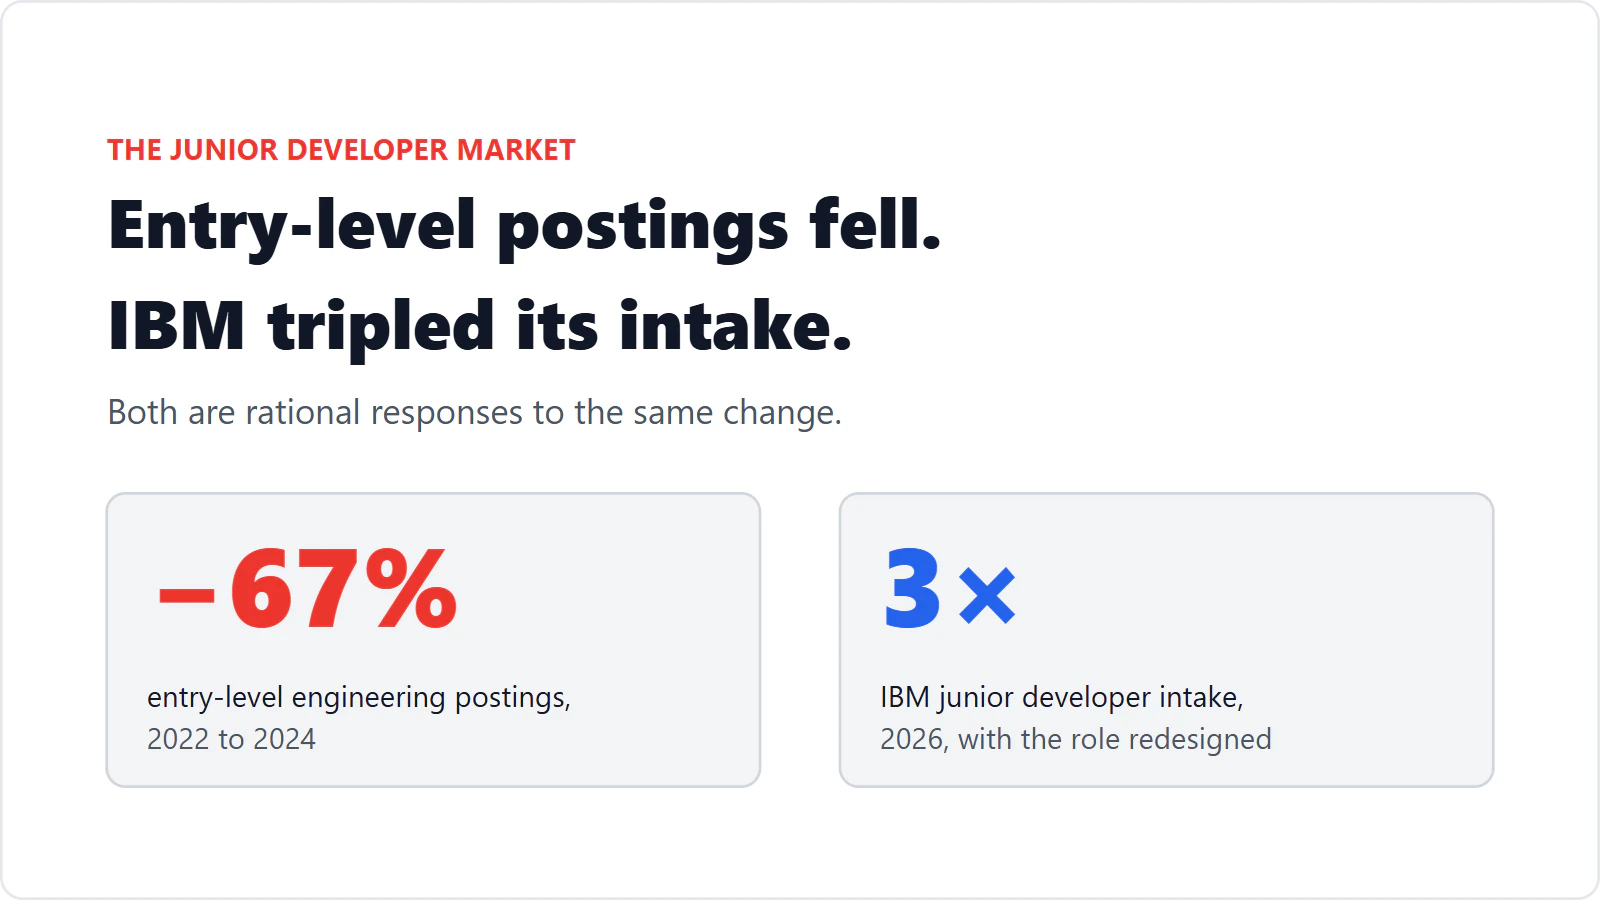 THE JUNIOR DEVELOPER MARKET
Entry-level postings fell.
IBM tripled its intake.
Both are rational responses to the same change.
–67%
entry-level engineering postings,
2022 to 2024
3×
IBM junior developer intake,
2026, with the role redesigned